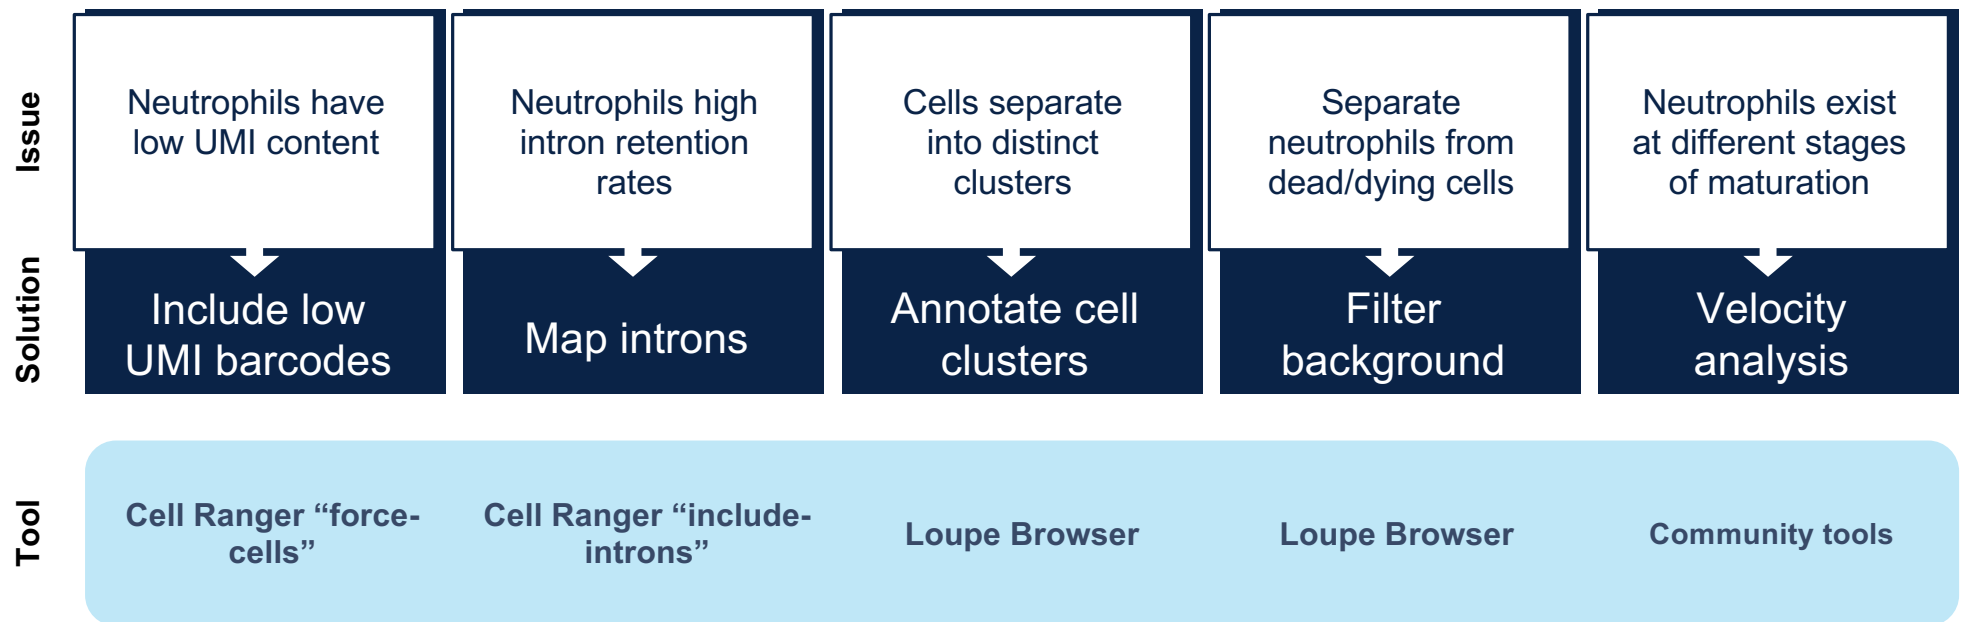 Issue
Neutrophils have
low UMI content
Neutrophils high
intron retention
rates
Cells separate
into distinct
clusters
Separate
neutrophils from
dead/dying cells
Neutrophils exist
at different stages
of maturation
Solution
Include low
UMI barcodes
Map introns
Annotate cell
clusters
Filter
background
Velocity
analysis
Tool
Cell Ranger “force-
cells”
Cell Ranger “include-
introns”
Loupe Browser
Loupe Browser
Community tools